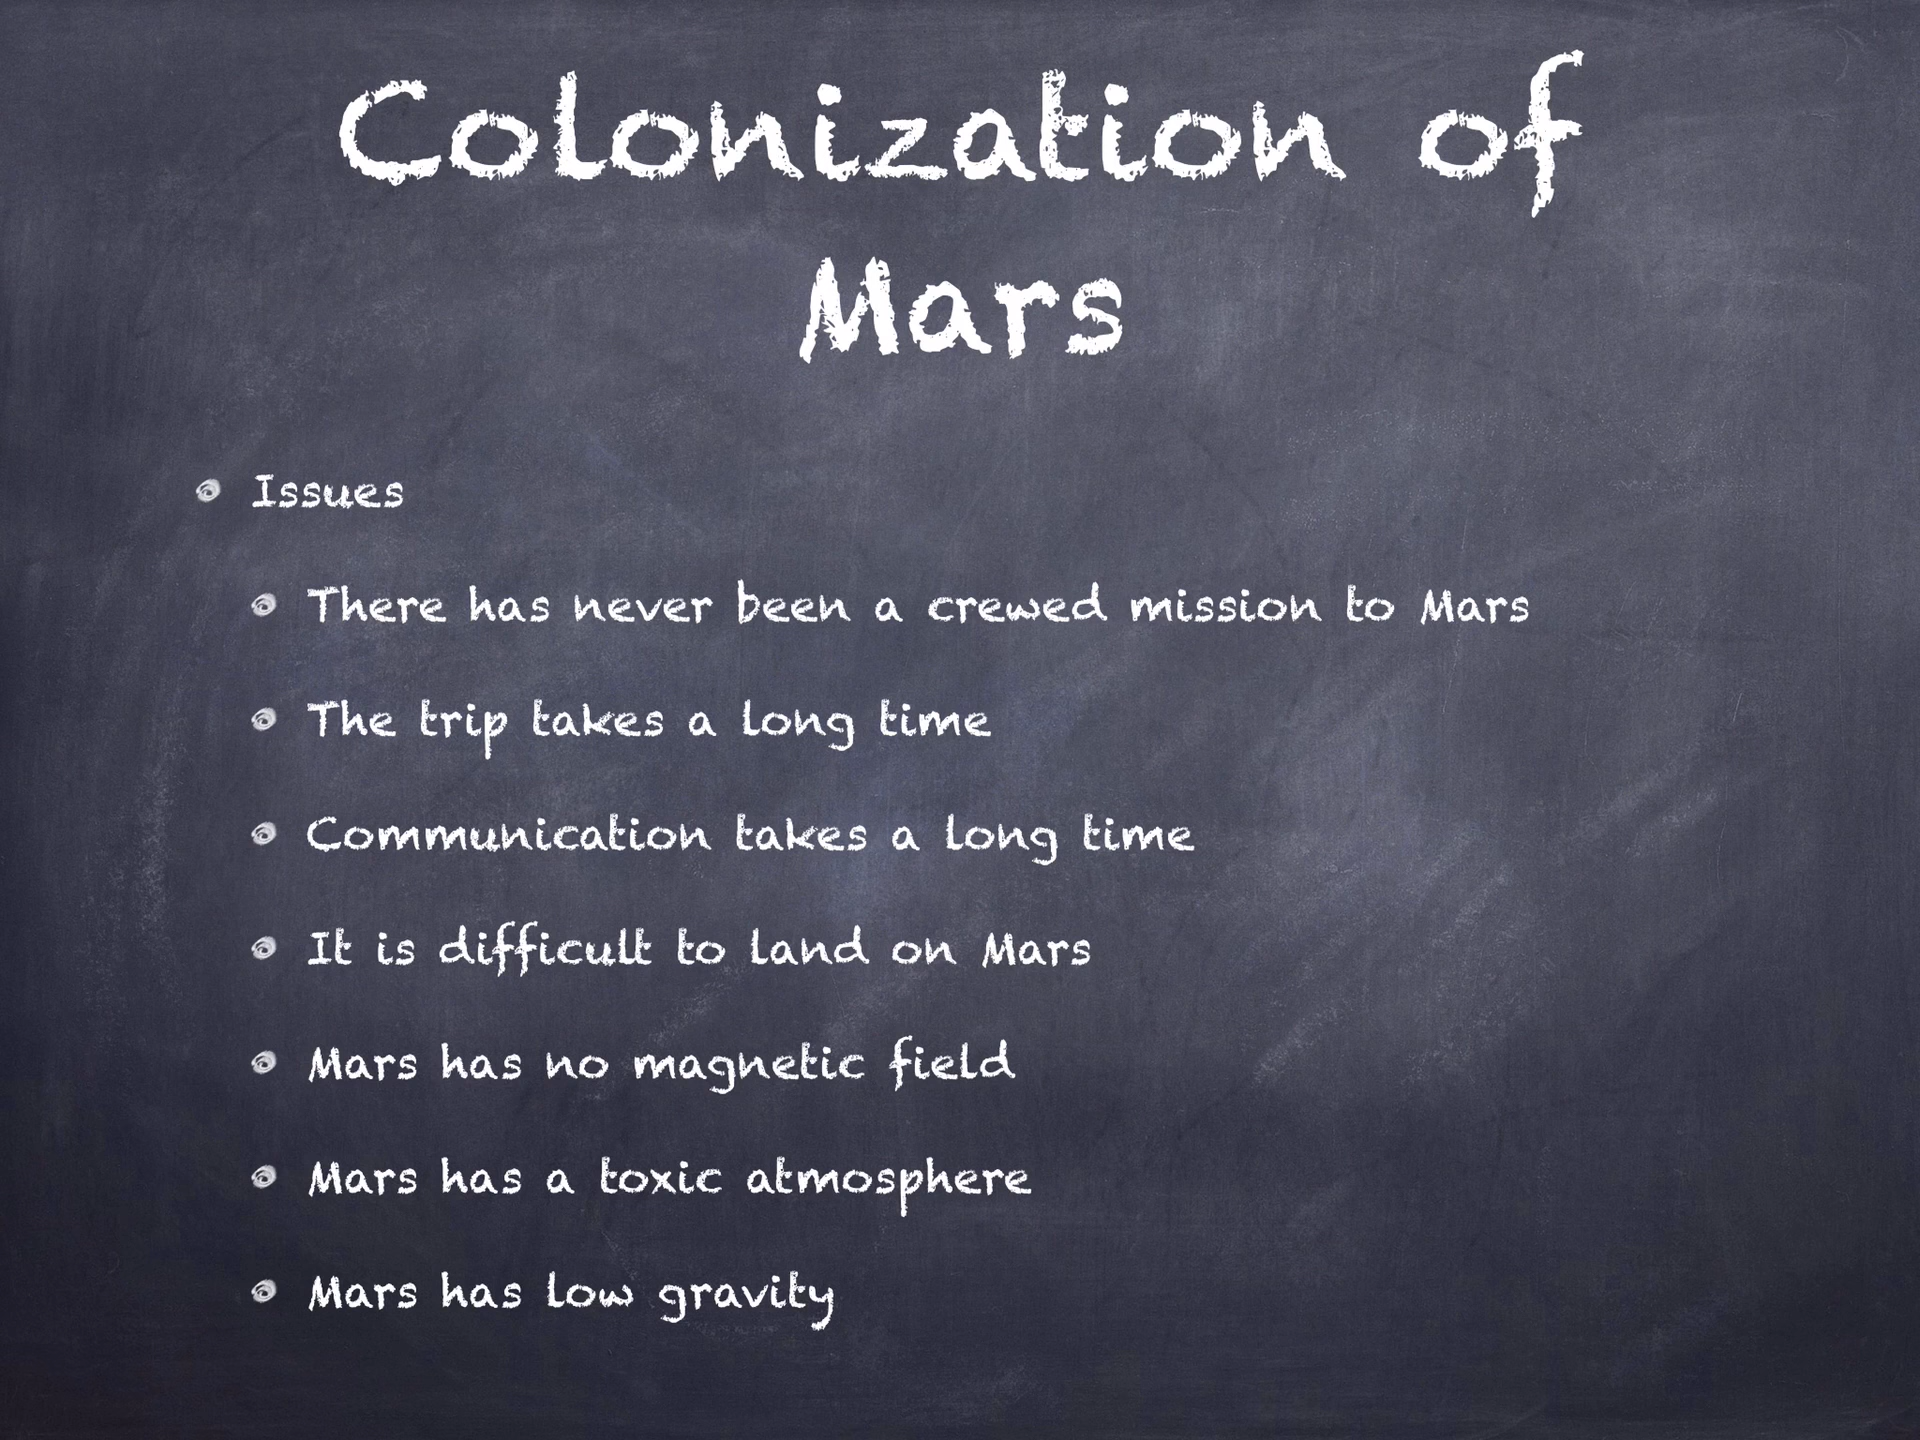 Colonization of
Mars
Issues
There has never been a crewed mission to Mars
The trip takes a long time
Communication takes a long time
It is difficult to land on Mars
Mars has no magnetic field
Mars has a toxic atmosphere
Mars has low gravity